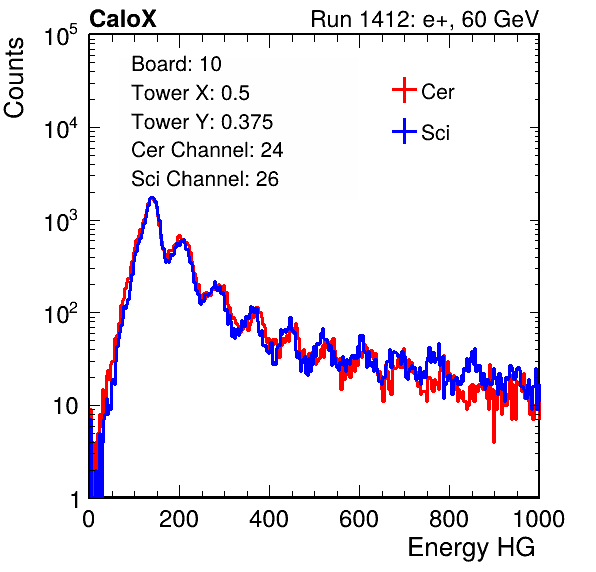 CaloX Run 1412: e+, 60 GeV
Counts
Board: 10
Tower X: 0.5
Tower Y: 0.375
Cer Channel: 24
Sci Channel: 26
Cer
Sci
10^5
10^4
10^3
10^2
10
1
0 200 400 600 800 1000
Energy HG